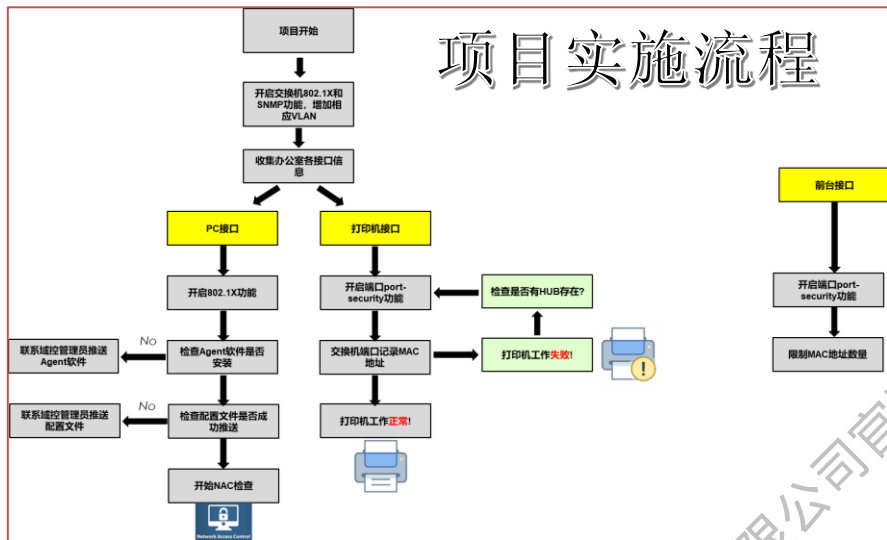 项目实施流程
项目开始
开启交换机802.1X和
SNMP功能，增加相
应VLAN
收集办公室各接口信
息
PC接口
打印机接口
前台接口
开启802.1X功能
开启端口port-
security功能
检查是否有HUB存在?
开启端口port-
security功能
联系域控管理员推送
Agent软件
No
检查Agent软件是否
安装
交换机端口记录MAC
地址
打印机工作失败!
限制MAC地址数量
联系域控管理员推送
配置文件
No
检查配置文件是否成
功推送
打印机工作正常!
开始NAC检查
Network Access Control
限公司官